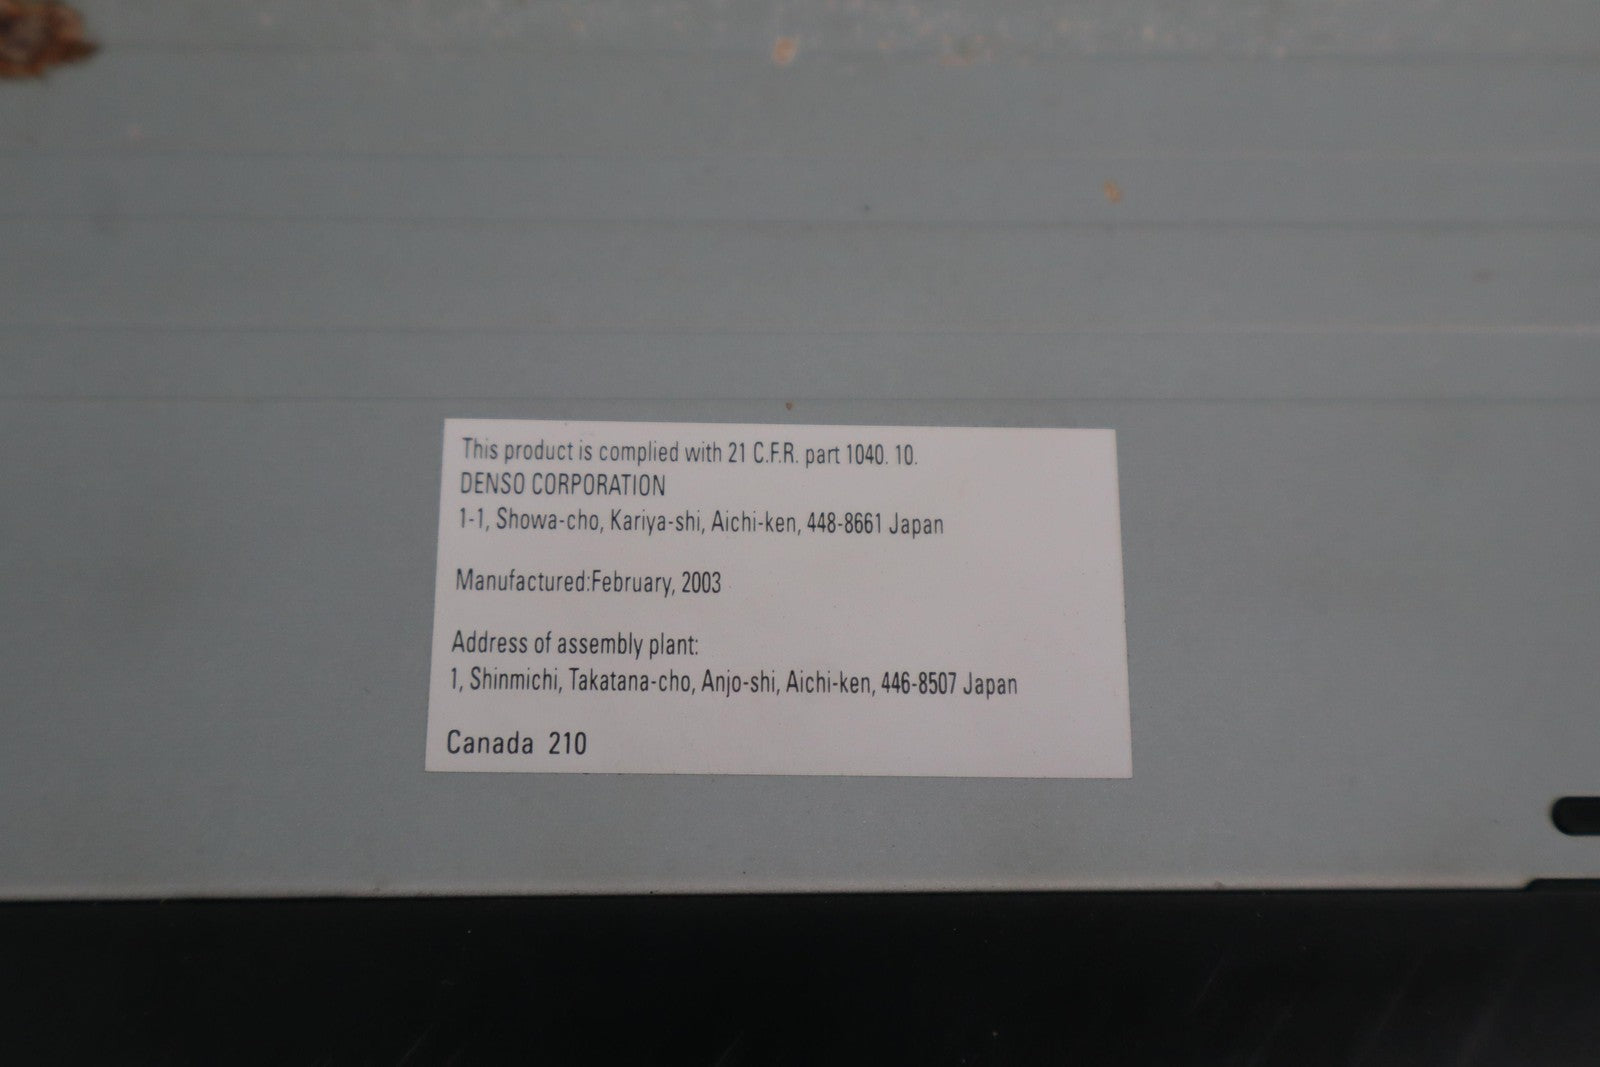 This product is complied with 21 C.F.R. part 1040. 10.
DENSO CORPORATION
1-1, Showa-cho, Kariya-shi, Aichi-ken, 448-8661 Japan
Manufactured:February, 2003
Address of assembly plant:
1, Shinmichi, Takatana-cho, Anjo-shi, Aichi-ken, 446-8507 Japan
Canada 210